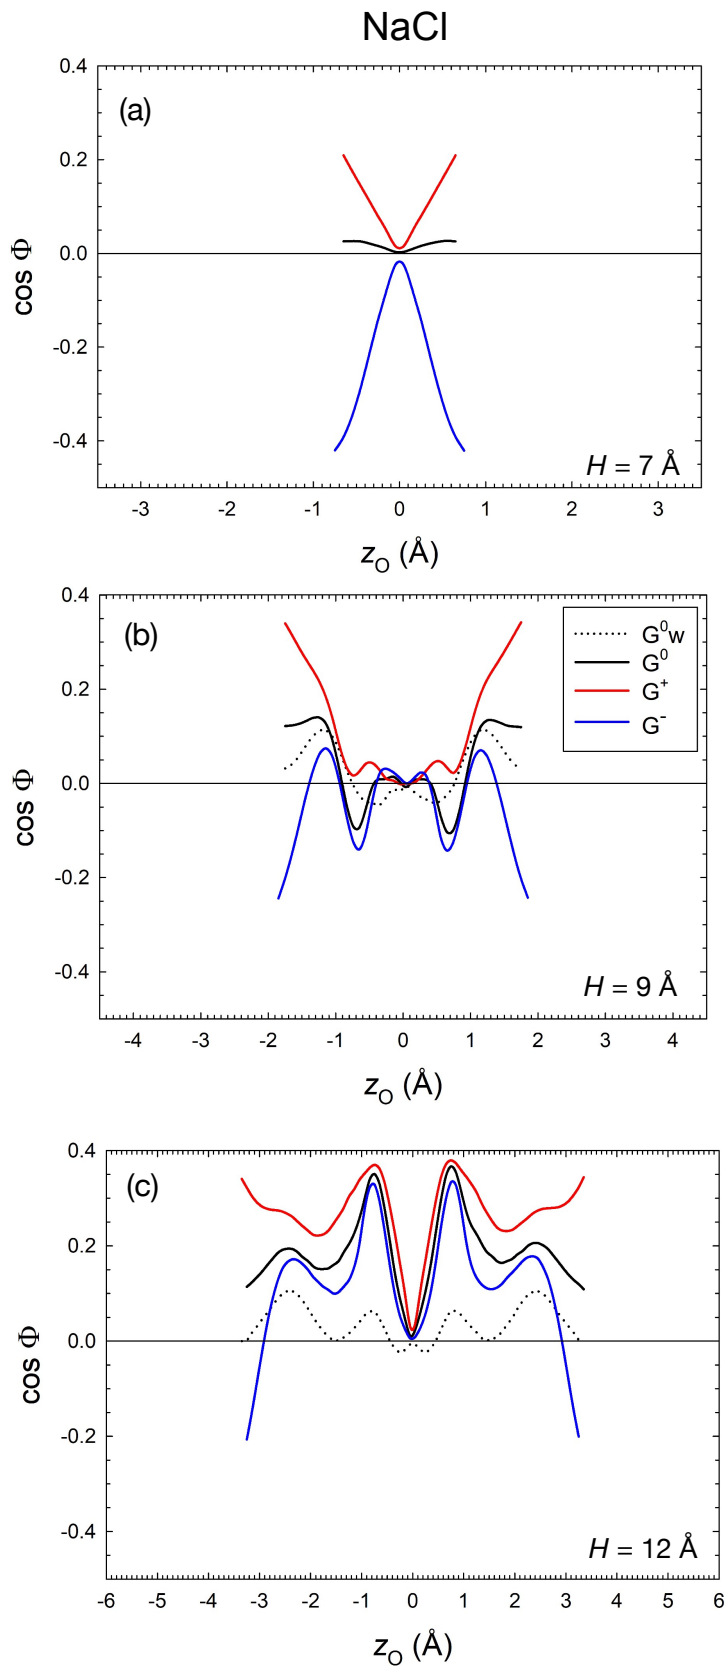 NaCl
(a)
0.4
0.2
0.0
-0.2
-0.4
cos Φ
H = 7 Å
-3 -2 -1 0 1 2 3
zO (Å)
(b)
0.4
0.2
0.0
-0.2
-0.4
cos Φ
G0w
G0
G+
G-
H = 9 Å
-4 -3 -2 -1 0 1 2 3 4
zO (Å)
(c)
0.4
0.2
0.0
-0.2
-0.4
cos Φ
H = 12 Å
-6 -5 -4 -3 -2 -1 0 1 2 3 4 5 6
zO (Å)